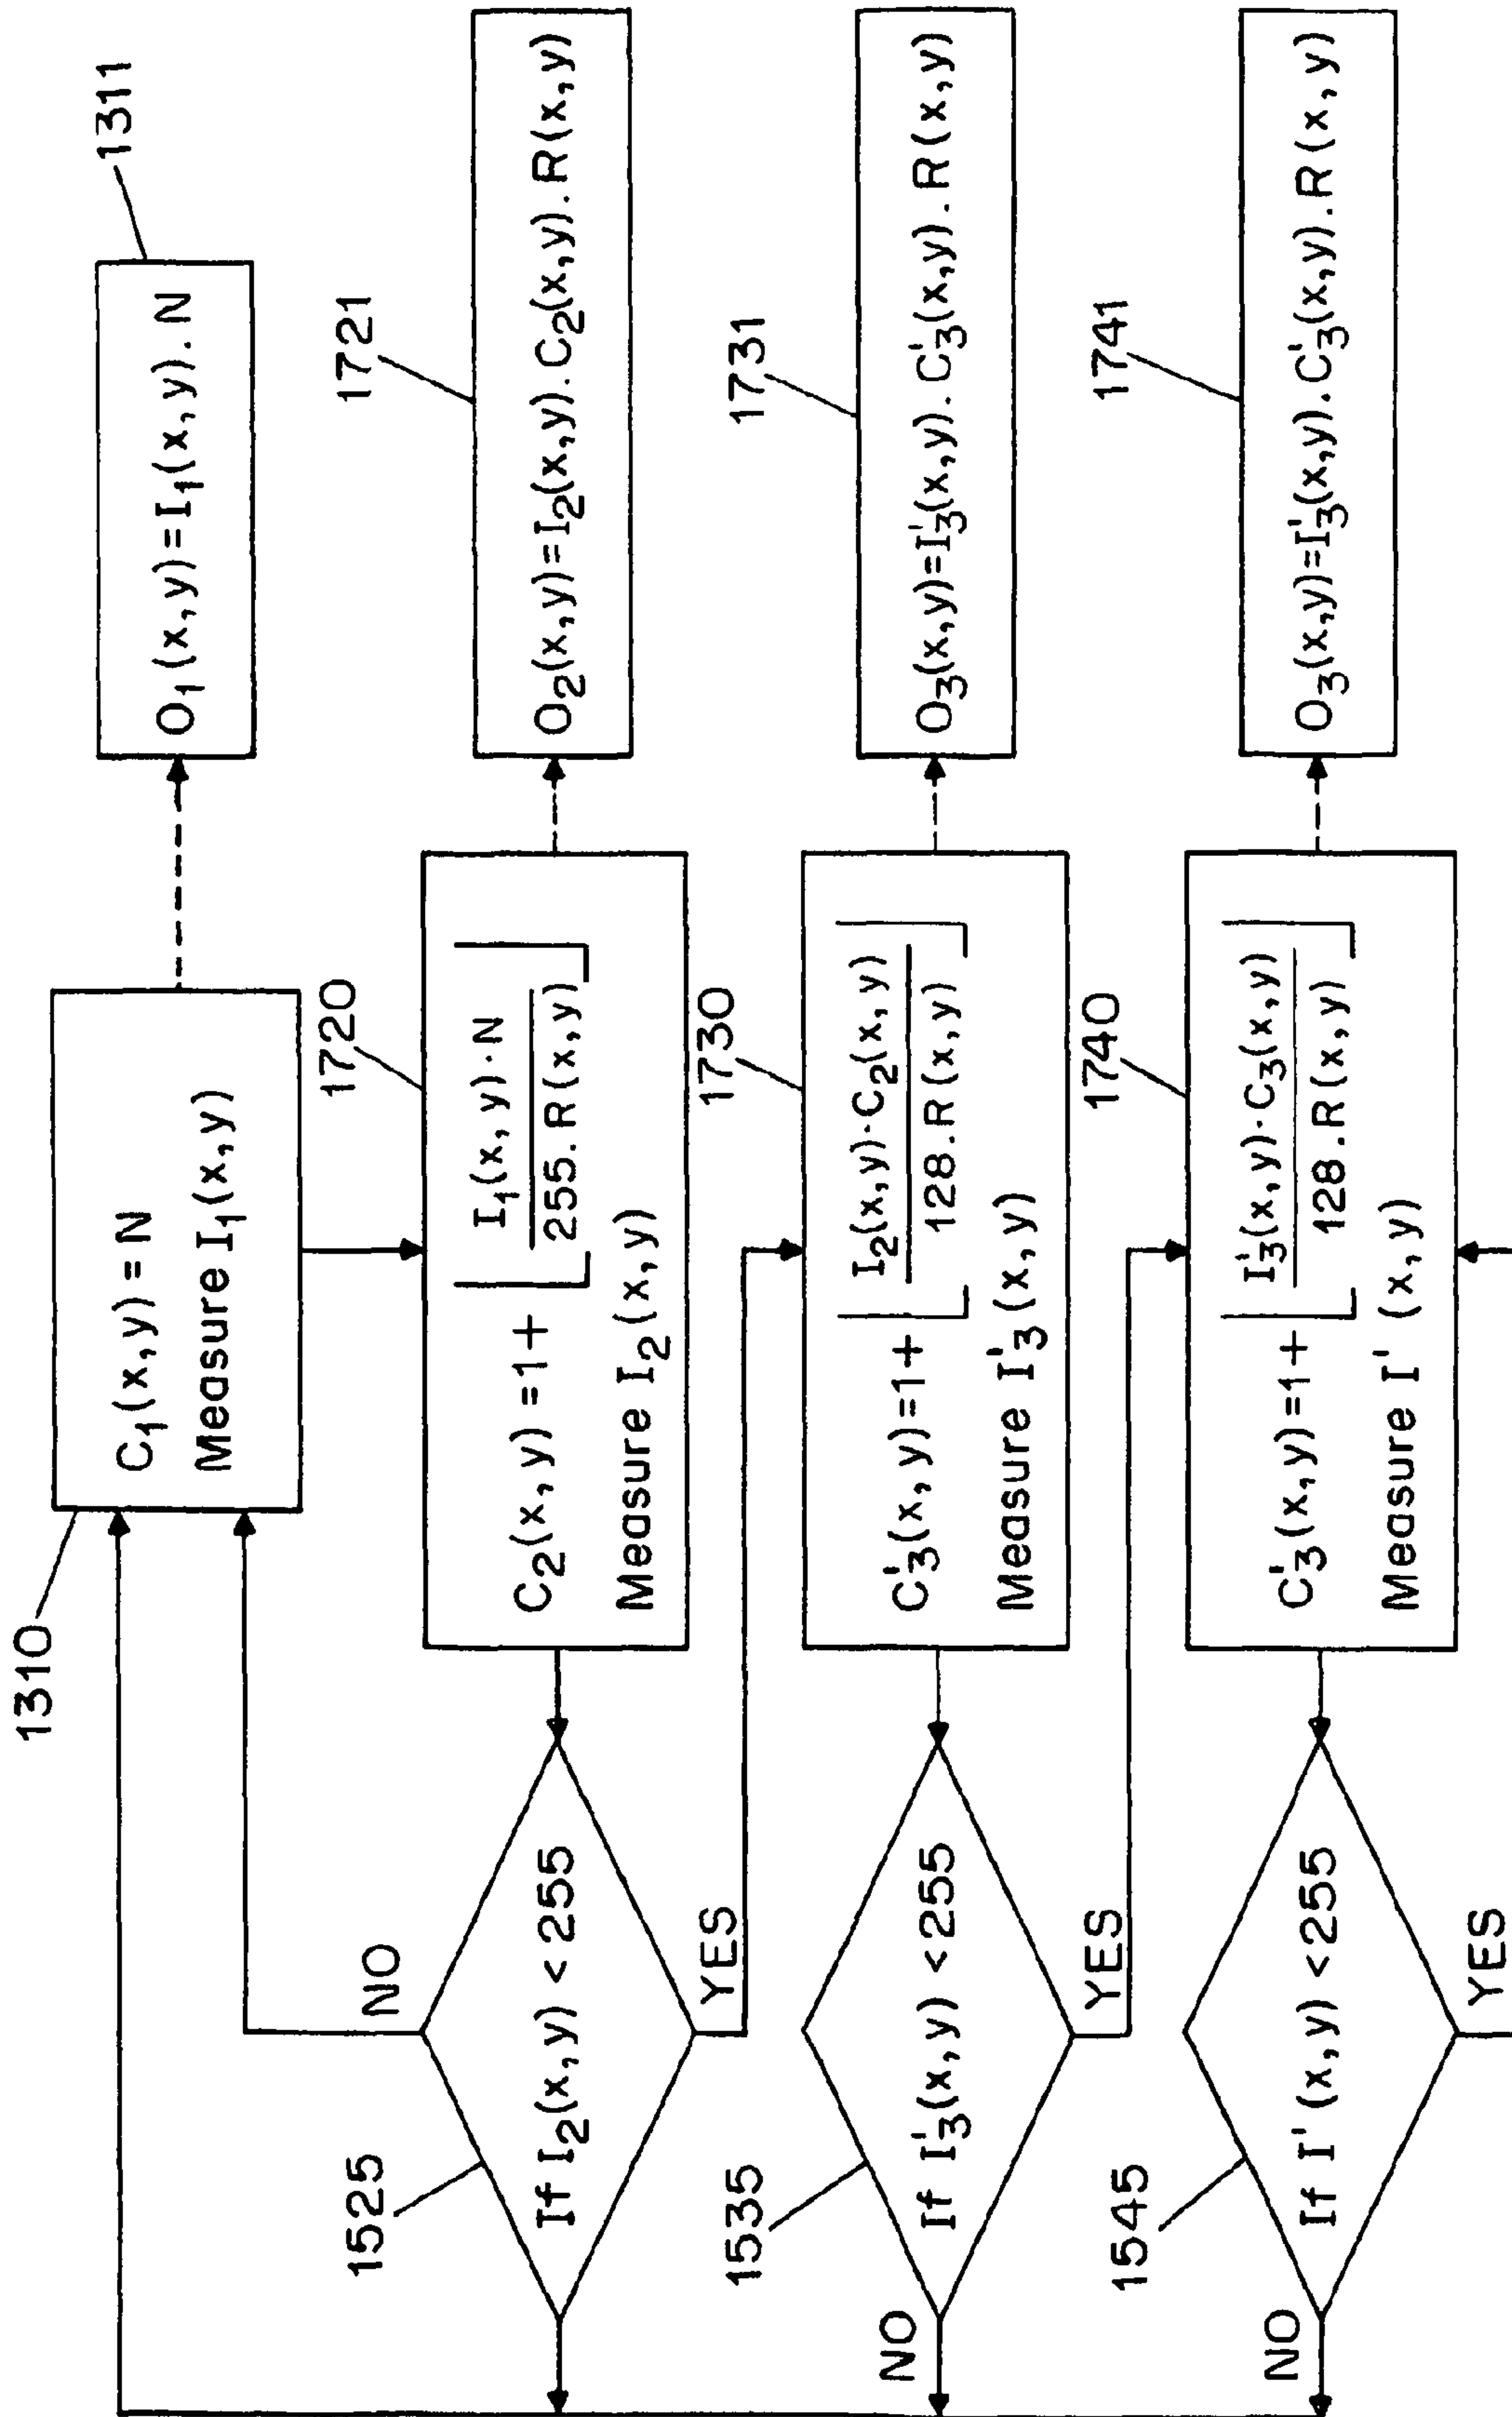 1310
C₁(x,y) = N
Measure I₁(x,y)
1311
O₁(x,y)=I₁(x,y).N
1525
If I₂(x,y) < 255
NO
YES
1720
C₂(x,y) = 1+ ⌊ I₁(x,y)·N / 255.R(x,y) ⌋
Measure I₂(x,y)
1721
O₂(x,y)=I₂(x,y).C₂(x,y).R(x,y)
1535
If I'₃(x,y) < 255
NO
YES
1730
C'₃(x,y)=1+ ⌊ I₂(x,y)·C₂(x,y) / 128.R(x,y) ⌋
Measure I'₃(x,y)
1731
O₃(x,y)=I'₃(x,y).C'₃(x,y).R(x,y)
1545
If I' (x,y) < 255
NO
YES
1740
C'₃(x,y)=1+ ⌊ I'₃(x,y)·C₃(x,y) / 128.R(x,y) ⌋
Measure I' (x,y)
1741
O₃(x,y)=I'₃(x,y).C'₃(x,y).R(x,y)